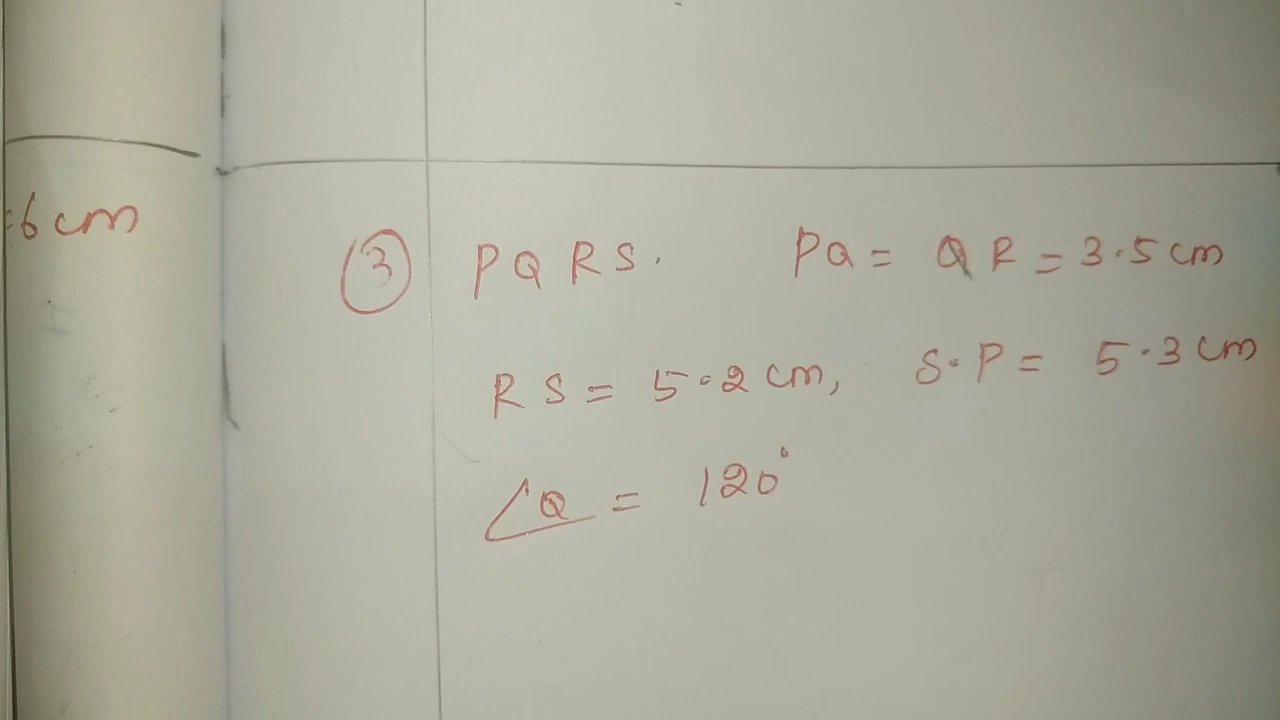 =6 cm
③ PQRS. PQ = QR = 3.5 cm
RS = 5.2 cm, S.P = 5.3 cm
∠Q = 120°